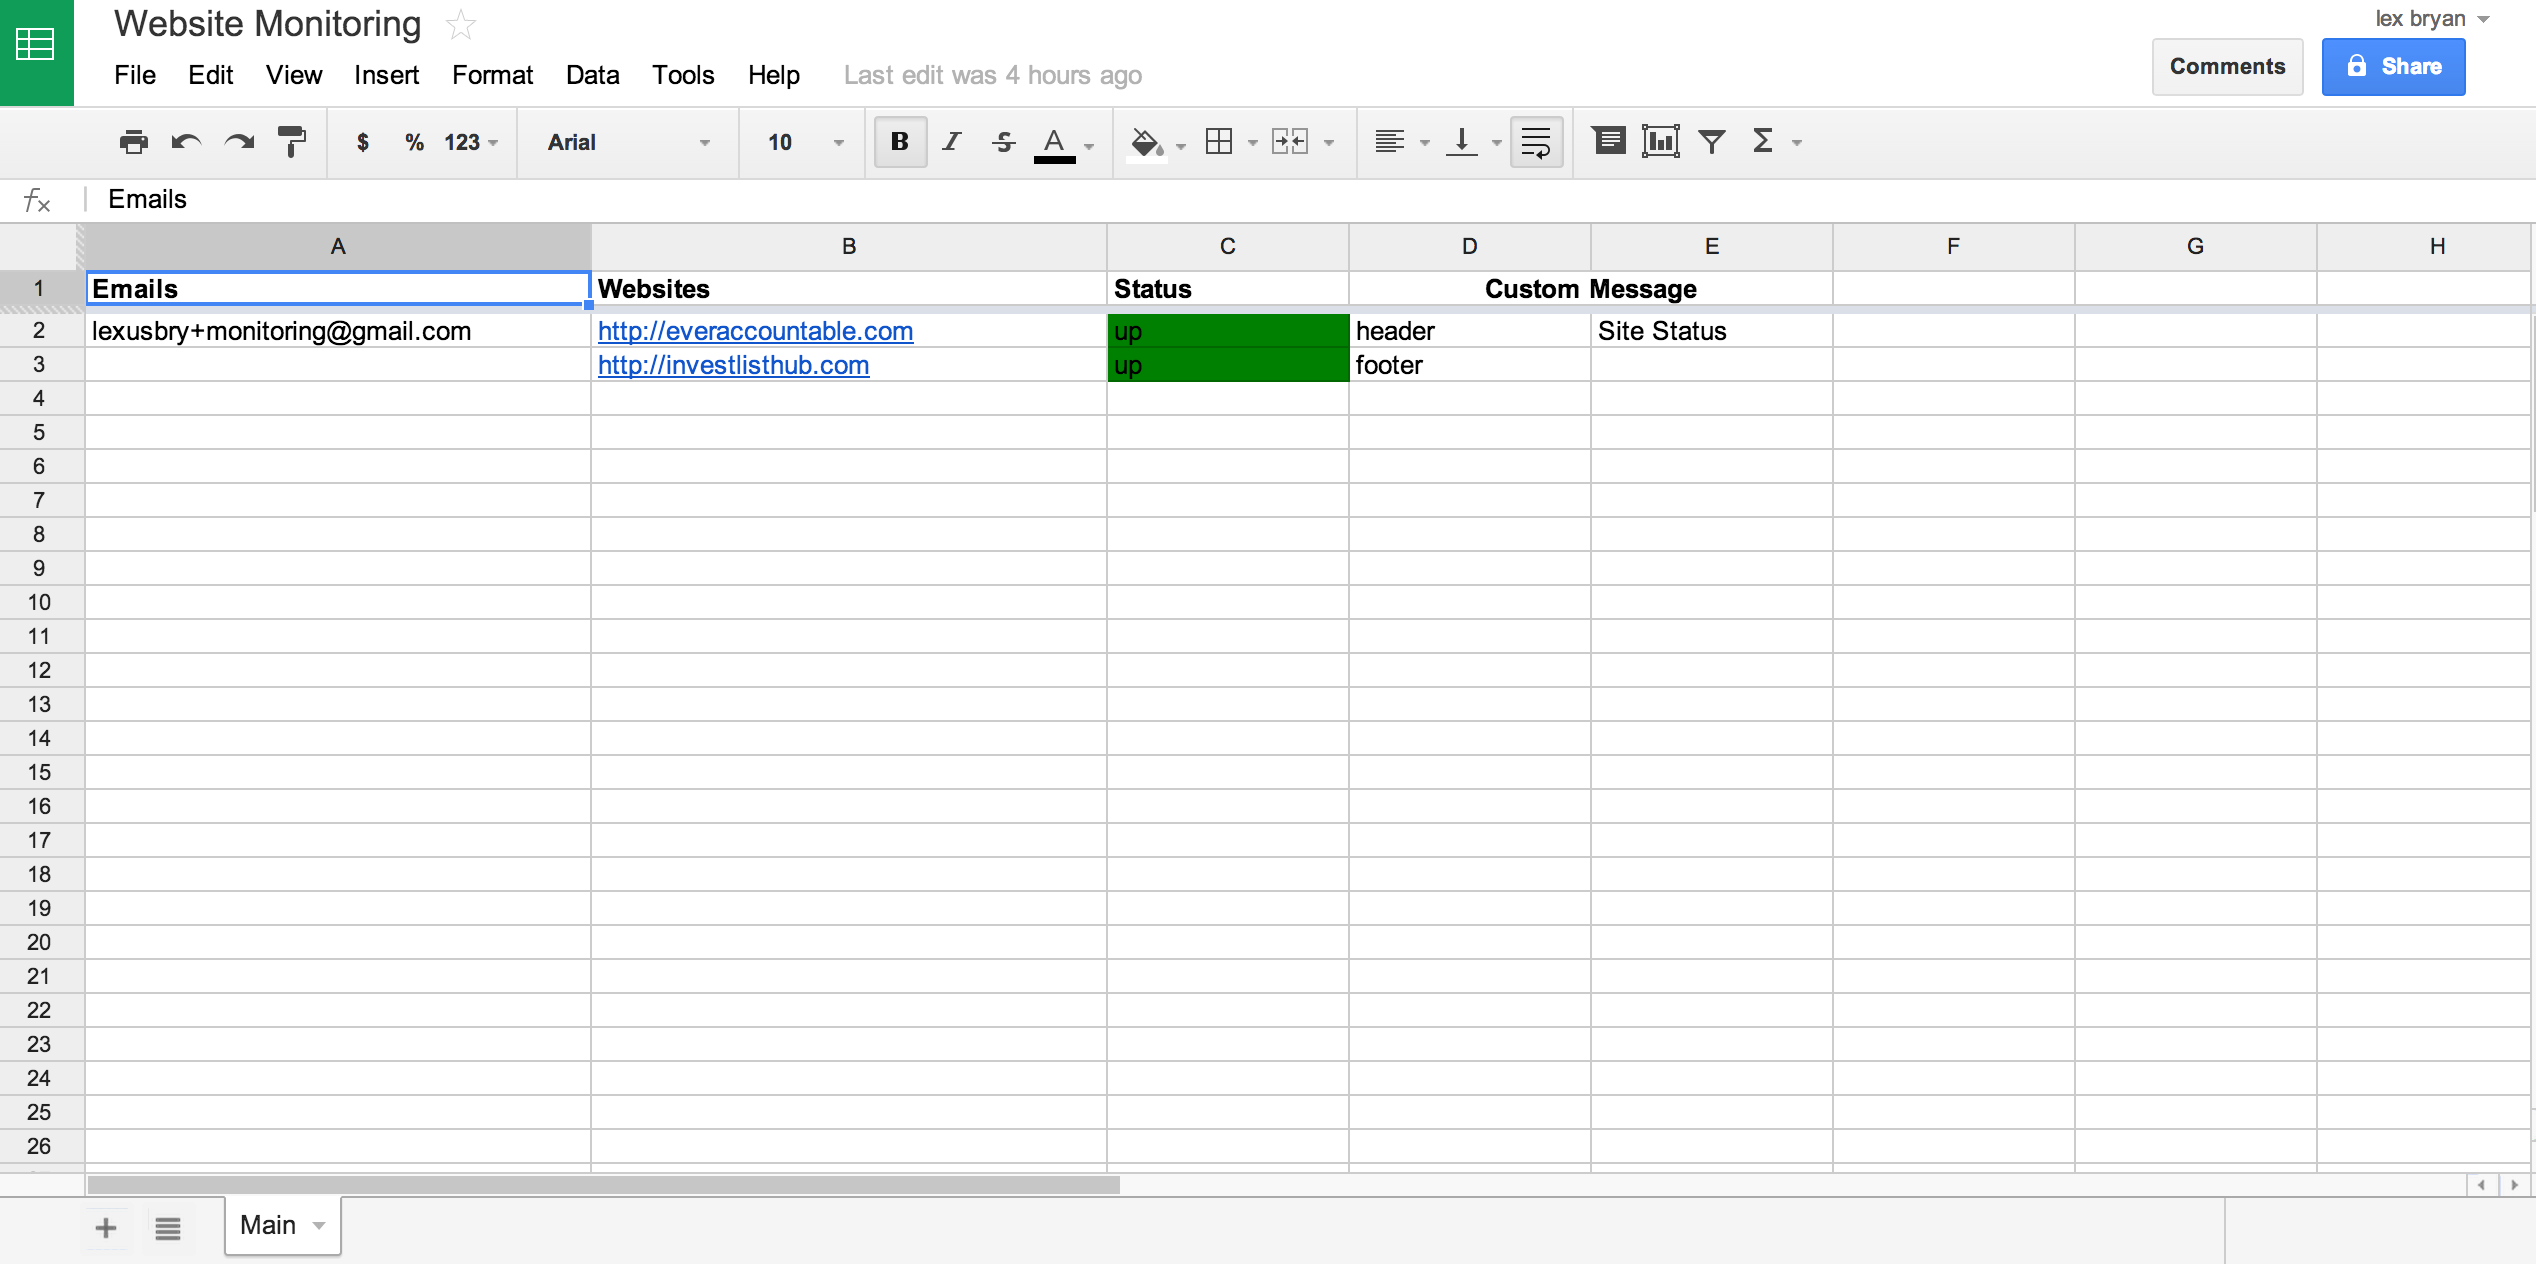 Website Monitoring
lex bryan
File Edit View Insert Format Data Tools Help Last edit was 4 hours ago
Comments Share
$ % 123 Arial 10 B I S A Σ
fx Emails
A B C D E F G H
1 Emails Websites Status Custom Message
2 lexusbry+monitoring@gmail.com http://everaccountable.com up header Site Status
3 http://investlisthub.com up footer
4
5
6
7
8
9
10
11
12
13
14
15
16
17
18
19
20
21
22
23
24
25
26
Main